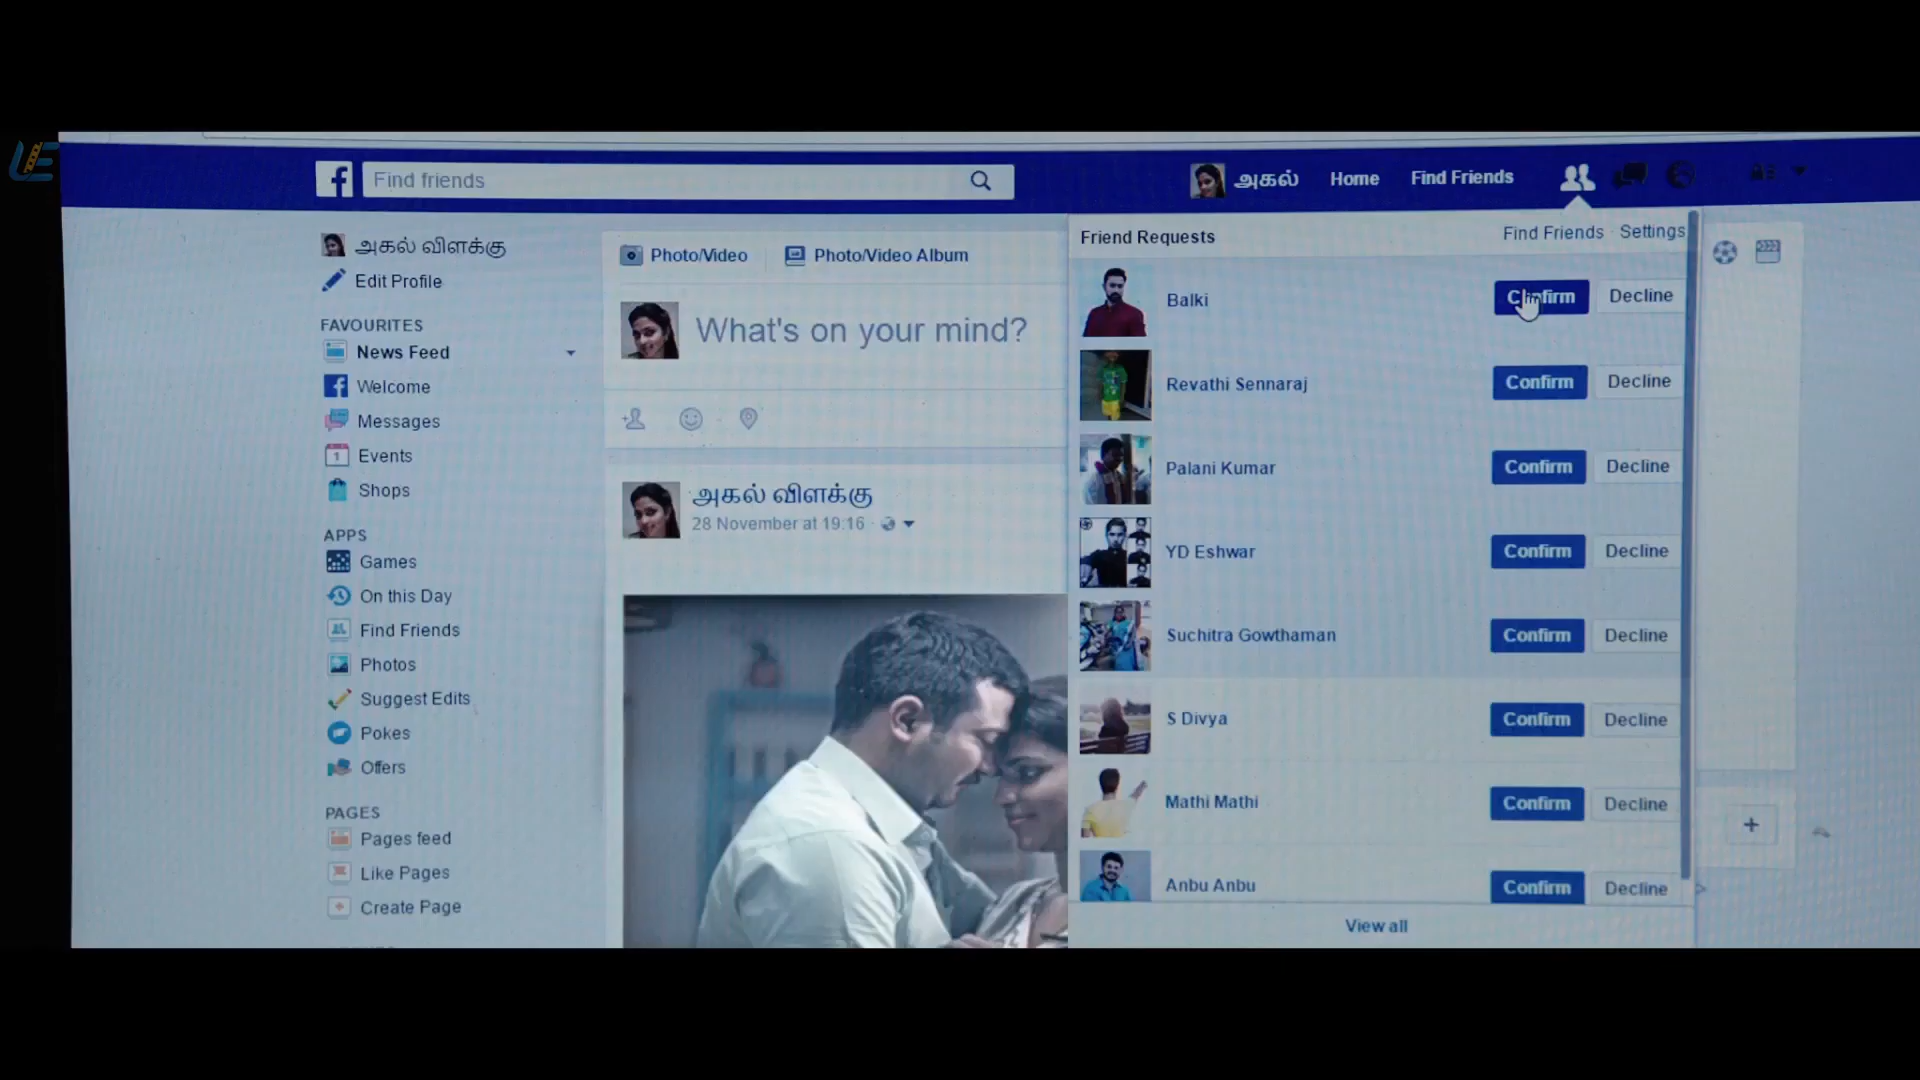 Find friends
அகல்
Home
Find Friends
அகல் விளக்கு
Edit Profile
FAVOURITES
News Feed
Welcome
Messages
Events
Shops
APPS
Games
On this Day
Find Friends
Photos
Suggest Edits
Pokes
Offers
PAGES
Pages feed
Like Pages
Create Page
Photo/Video
Photo/Video Album
What's on your mind?
அகல் விளக்கு
28 November at 19:16
Friend Requests
Find Friends · Settings
Balki
Confirm
Decline
Revathi Sennaraj
Confirm
Decline
Palani Kumar
Confirm
Decline
YD Eshwar
Confirm
Decline
Suchitra Gowthaman
Confirm
Decline
S Divya
Confirm
Decline
Mathi Mathi
Confirm
Decline
Anbu Anbu
Confirm
Decline
View all